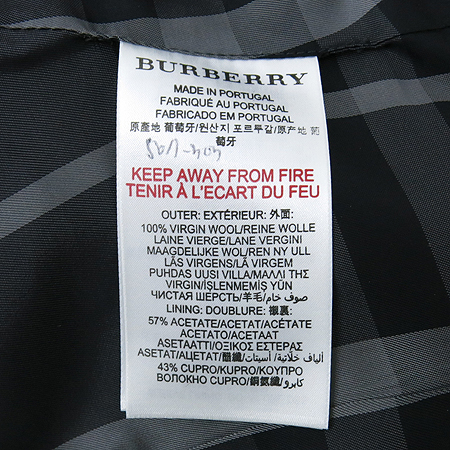 BURBERRY
MADE IN PORTUGAL
FABRIQUÉ AU PORTUGAL
FABRICADO EM PORTUGAL
原產地 葡萄牙/원산지 포르투갈/原产地 葡
萄牙
KEEP AWAY FROM FIRE
TENIR À L'ECART DU FEU
OUTER: EXTÉRIEUR: 外面:
100% VIRGIN WOOL/REINE WOLLE
LAINE VIERGE/LANE VERGINI
MAAGDELIJKE WOL/REN NY ULL
LÃS VIRGENS/LÃ VIRGEM
PUHDAS UUSI VILLA/ΜΑΛΛΙ ΤΗΣ
VIRGIN/İŞLENMEMİŞ YÜN
ЧИСТАЯ ШЕРСТЬ/羊毛/صوف خام
LINING: DOUBLURE: 襯裏:
57% ACETATE/ACETAT/ACÉTATE
ACETATO/ACETAAT
ASETAATTI/ΟΞΙΚΟΣ ΕΣΤΕΡΑΣ
ASETAT/АЦЕТАТ/醋纖/أسيتات/ألياف خلاتية
43% CUPRO/KUPRO/ΚΟΥΠΡΟ
ВОЛОКНО CUPRO/銅氨纖/كابرو